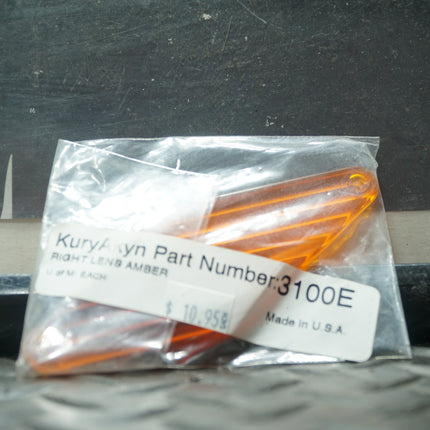 KuryAkyn Part Number:3100E
RIGHT LENS AMBER
U of M: EACH
Made in U.S.A.
$ 10.95